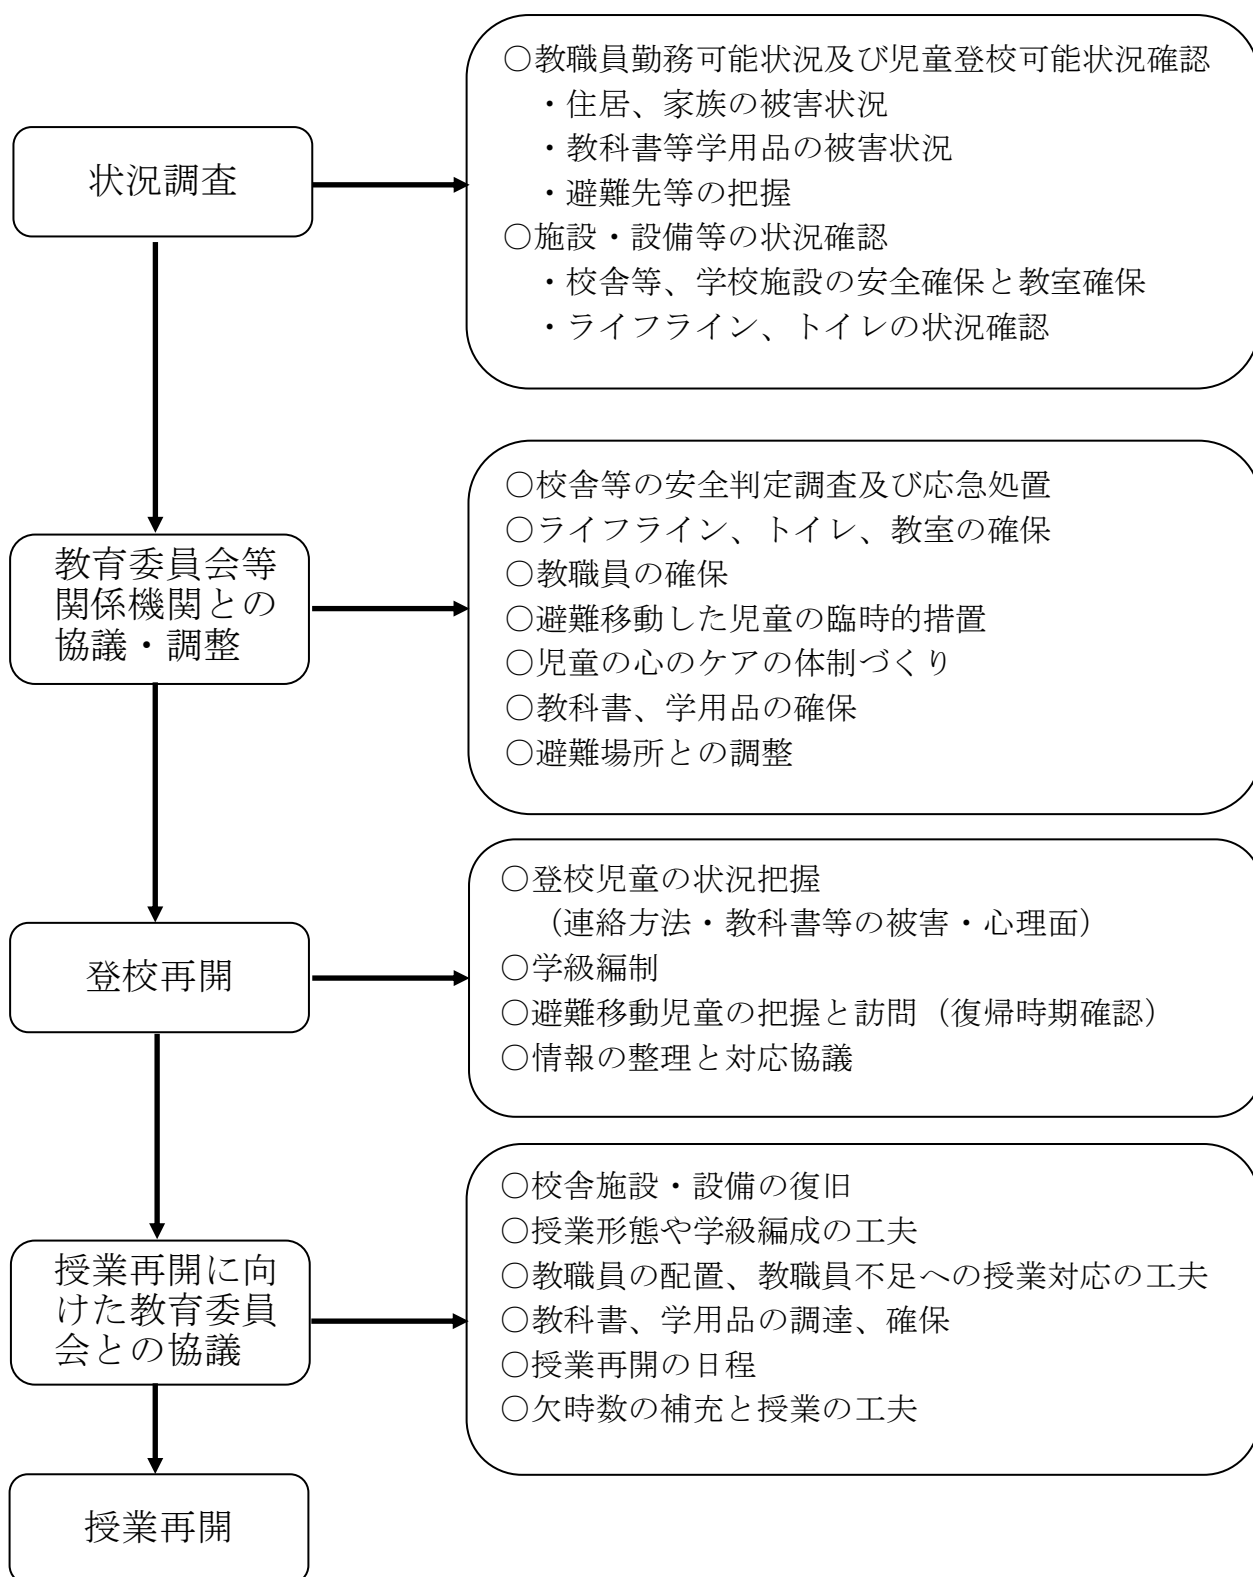 状況調査
○教職員勤務可能状況及び児童登校可能状況確認
・住居、家族の被害状況
・教科書等学用品の被害状況
・避難先等の把握
○施設・設備等の状況確認
・校舎等、学校施設の安全確保と教室確保
・ライフライン、トイレの状況確認
教育委員会等
関係機関との
協議・調整
○校舎等の安全判定調査及び応急処置
○ライフライン、トイレ、教室の確保
○教職員の確保
○避難移動した児童の臨時的措置
○児童の心のケアの体制づくり
○教科書、学用品の確保
○避難場所との調整
登校再開
○登校児童の状況把握
（連絡方法・教科書等の被害・心理面）
○学級編制
○避難移動児童の把握と訪問（復帰時期確認）
○情報の整理と対応協議
授業再開に向
けた教育委員
会との協議
○校舎施設・設備の復旧
○授業形態や学級編成の工夫
○教職員の配置、教職員不足への授業対応の工夫
○教科書、学用品の調達、確保
○授業再開の日程
○欠時数の補充と授業の工夫
授業再開